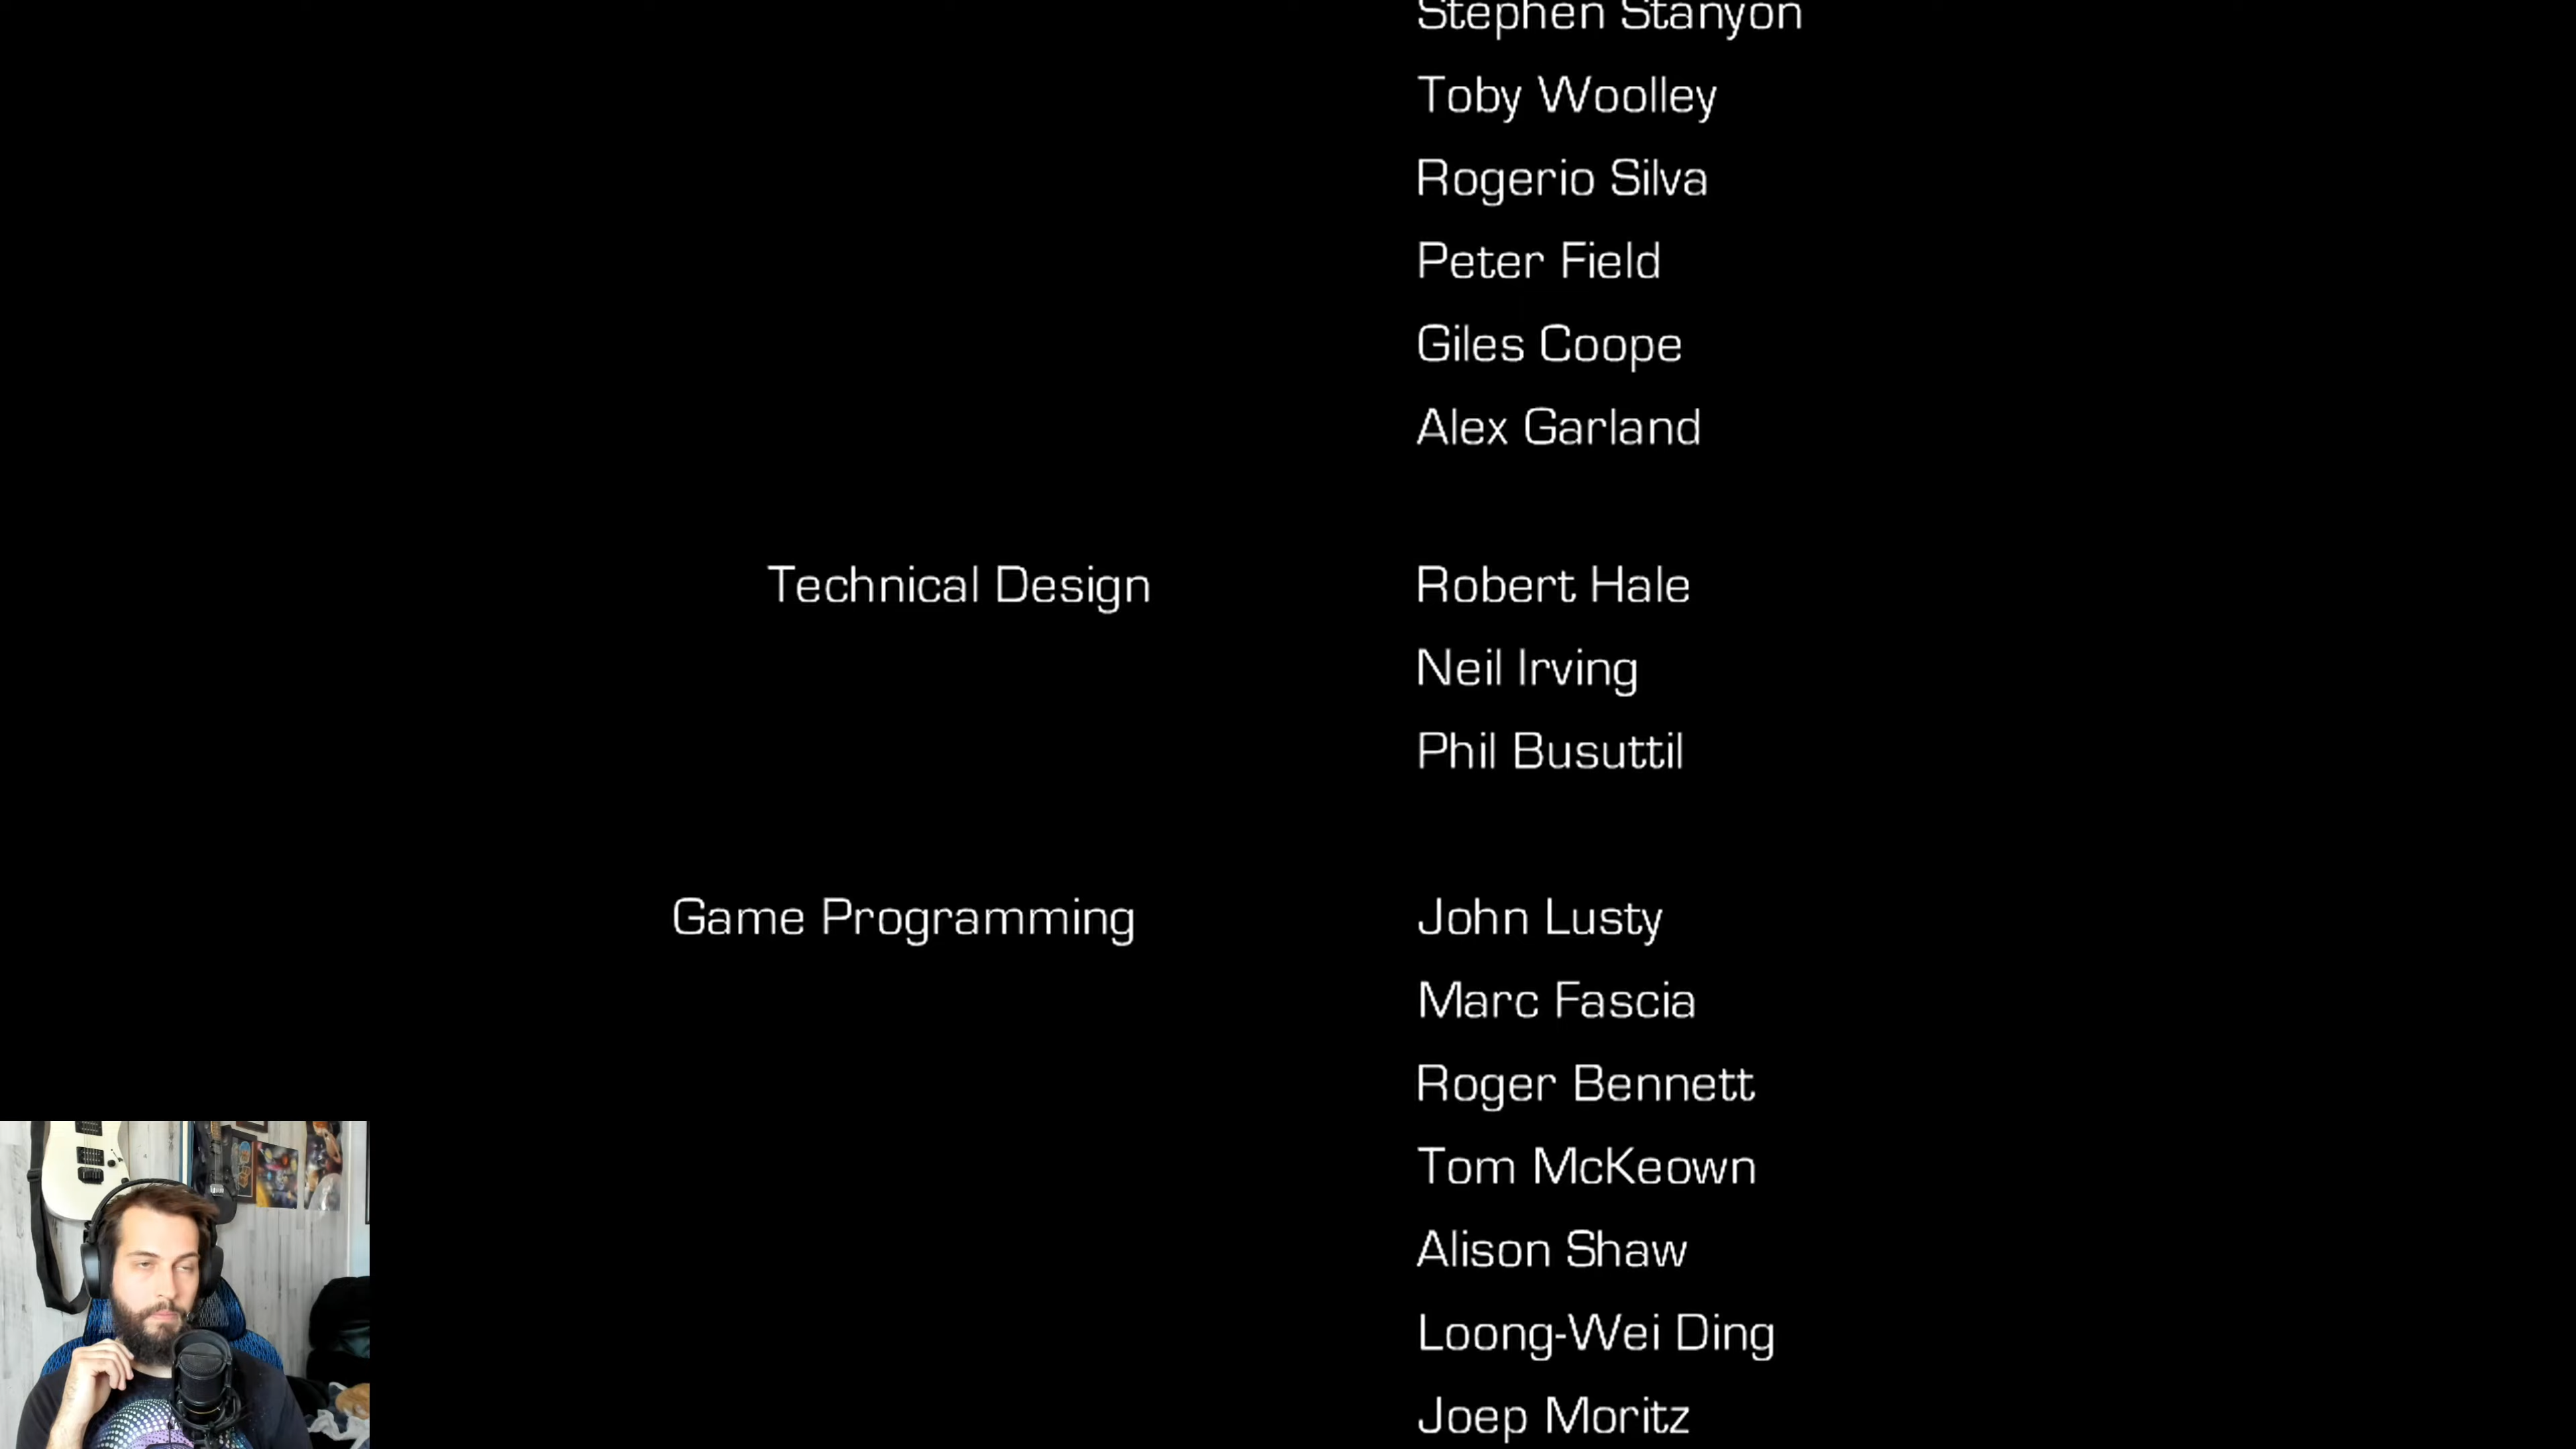 Stephen Stanyon
Toby Woolley
Rogerio Silva
Peter Field
Giles Coope
Alex Garland
Technical Design Robert Hale
Neil Irving
Phil Busuttil
Game Programming John Lusty
Marc Fascia
Roger Bennett
Tom McKeown
Alison Shaw
Loong-Wei Ding
Joep Moritz